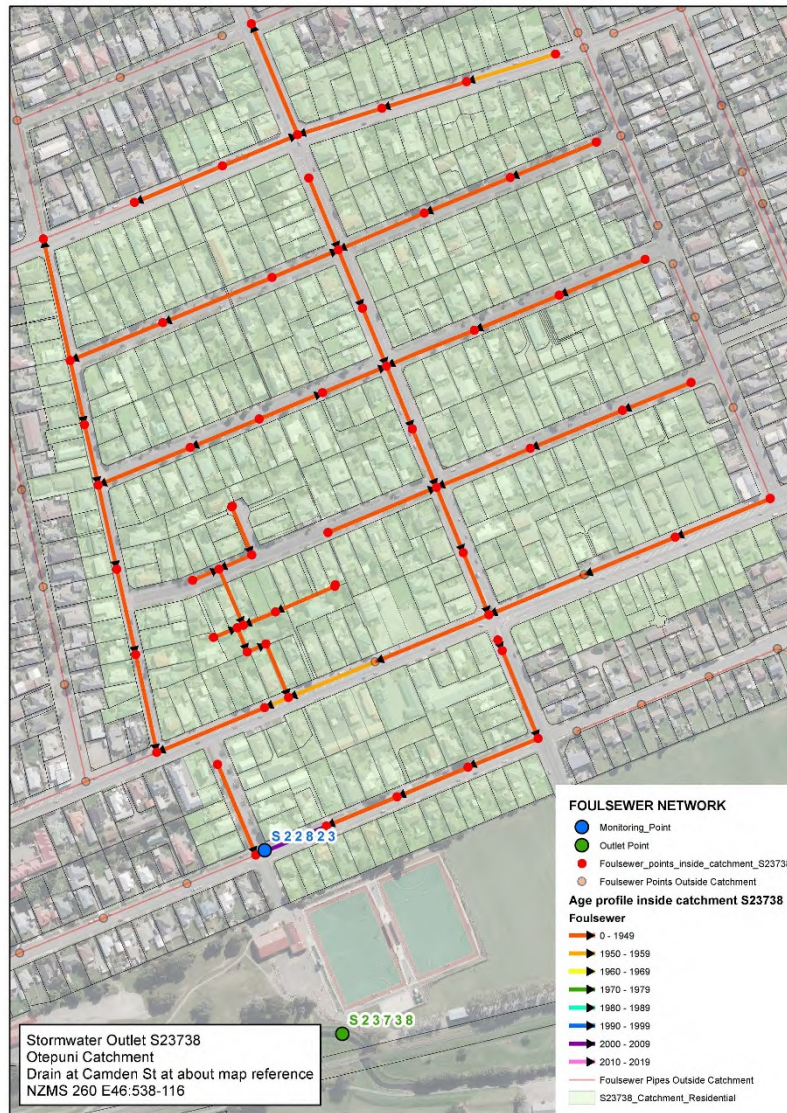 S22823
S23738
FOULSEWER NETWORK
Monitoring_Point
Outlet Point
Foulsewer_points_inside_catchment_S23738
Foulsewer Points Outside Catchment
Age profile inside catchment S23738
Foulsewer
0 - 1949
1950 - 1959
1960 - 1969
1970 - 1979
1980 - 1989
1990 - 1999
2000 - 2009
2010 - 2019
Foulsewer Pipes Outside Catchment
S23738_Catchment_Residential
Stormwater Outlet S23738
Otepuni Catchment
Drain at Camden St at about map reference
NZMS 260 E46:538-116